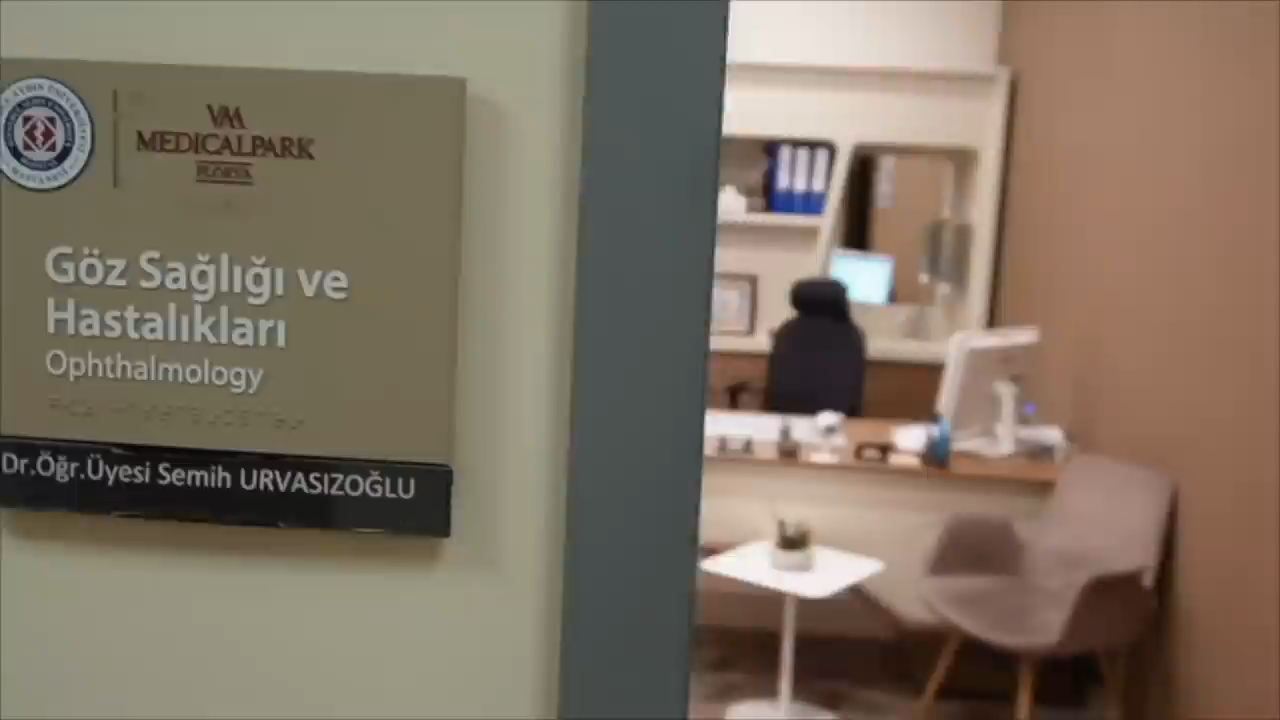 VM
MEDICALPARK
FLORYA
Göz Sağlığı ve
Hastalıkları
Ophthalmology
Dr.Öğr.Üyesi Semih URVASIZOĞLU